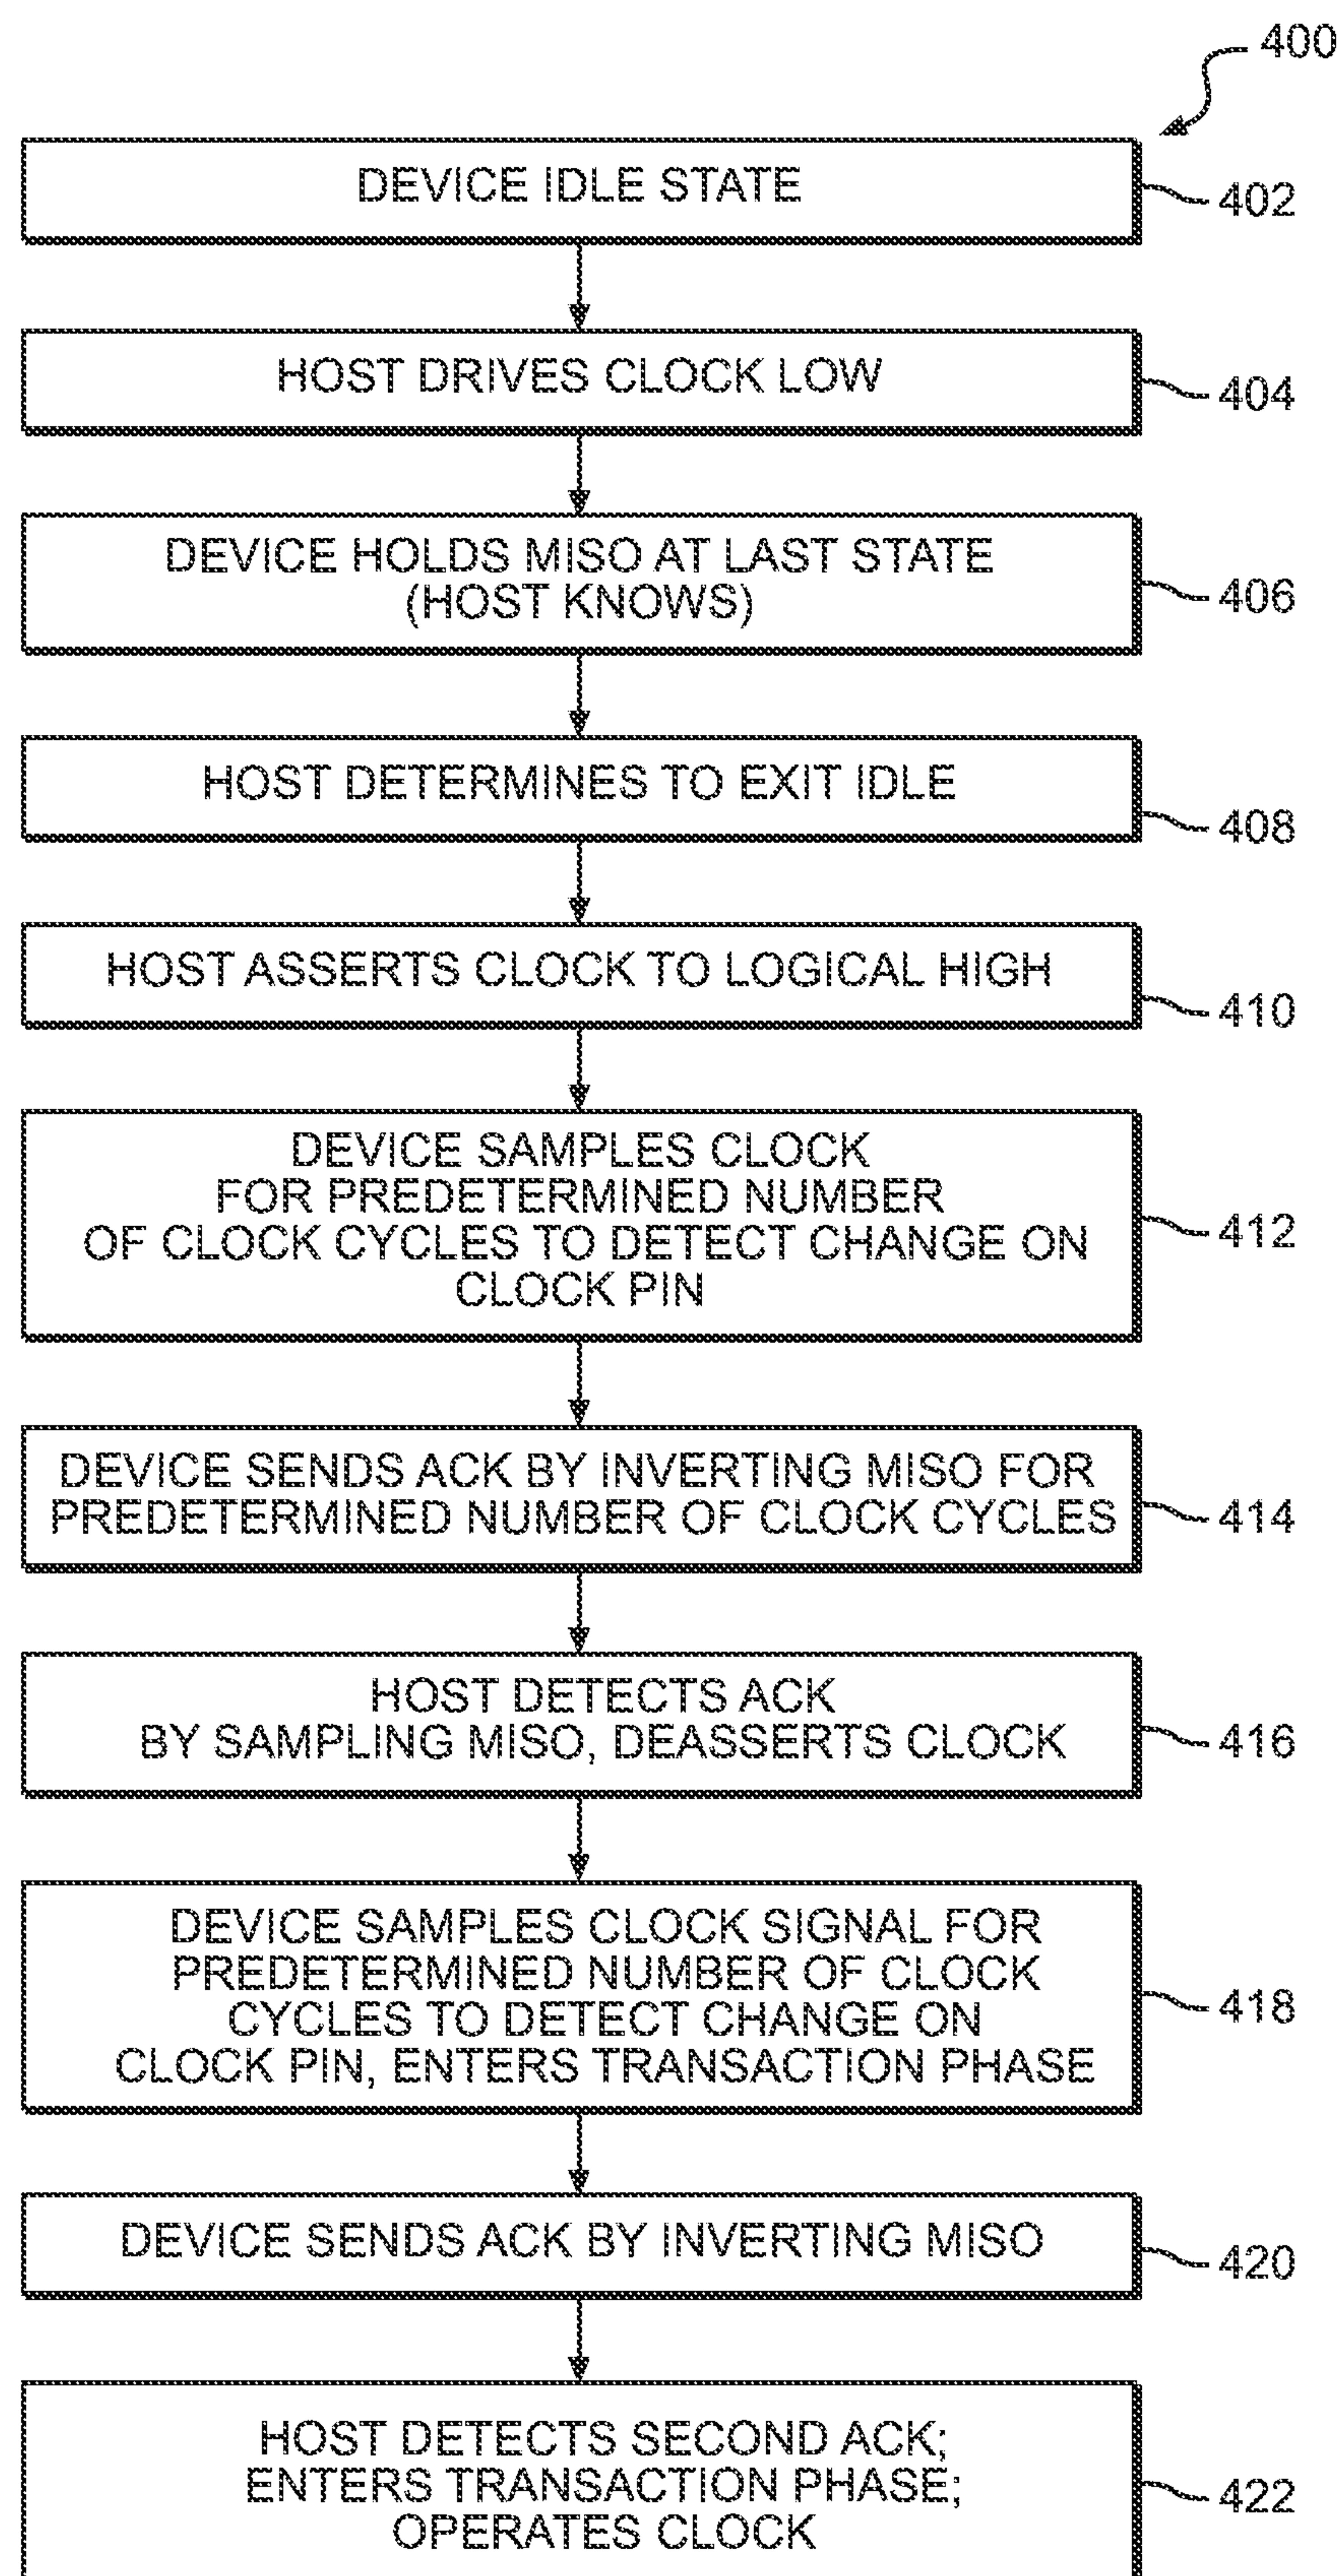 400
DEVICE IDLE STATE
402
HOST DRIVES CLOCK LOW
404
DEVICE HOLDS MISO AT LAST STATE
(HOST KNOWS)
406
HOST DETERMINES TO EXIT IDLE
408
HOST ASSERTS CLOCK TO LOGICAL HIGH
410
DEVICE SAMPLES CLOCK
FOR PREDETERMINED NUMBER
OF CLOCK CYCLES TO DETECT CHANGE ON
CLOCK PIN
412
DEVICE SENDS ACK BY INVERTING MISO FOR
PREDETERMINED NUMBER OF CLOCK CYCLES
414
HOST DETECTS ACK
BY SAMPLING MISO, DEASSERTS CLOCK
416
DEVICE SAMPLES CLOCK SIGNAL FOR
PREDETERMINED NUMBER OF CLOCK
CYCLES TO DETECT CHANGE ON
CLOCK PIN, ENTERS TRANSACTION PHASE
418
DEVICE SENDS ACK BY INVERTING MISO
420
HOST DETECTS SECOND ACK;
ENTERS TRANSACTION PHASE;
OPERATES CLOCK
422